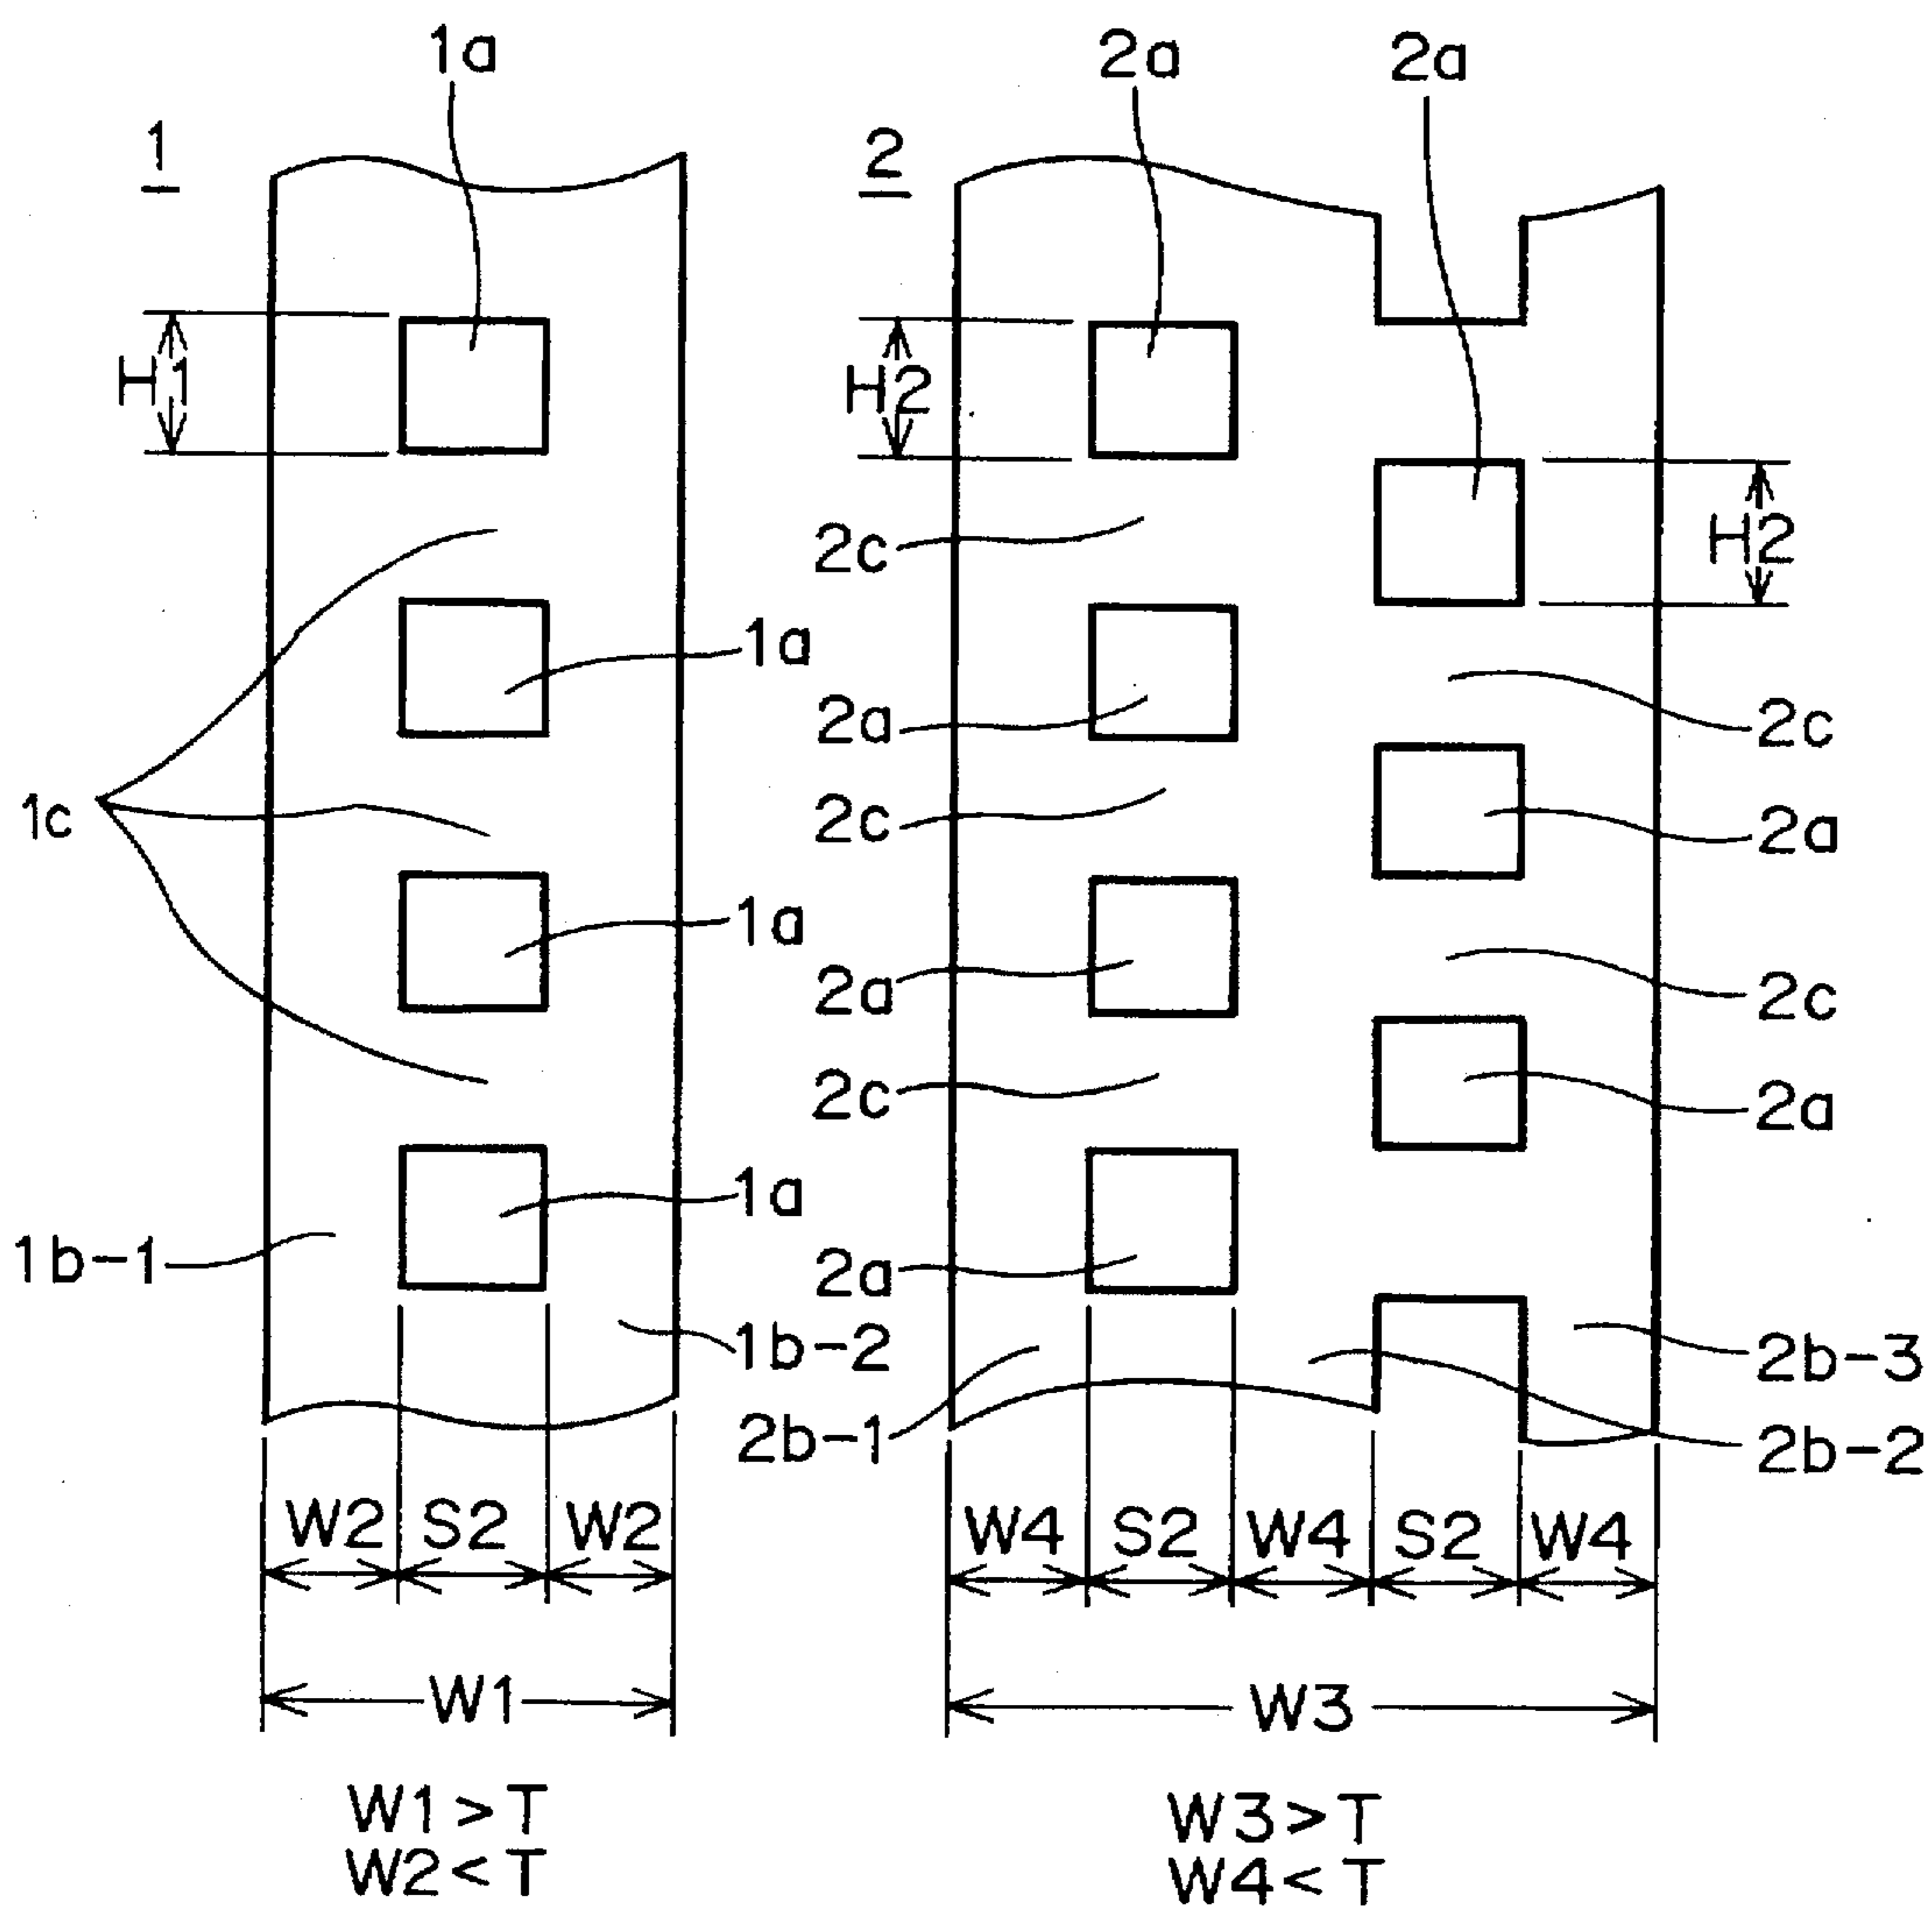 1a
2a
2a
1
2
H1
H2
H2
2c
1a
2a
2c
1c
2c
2a
1a
2a
2c
2c
2a
1a
1b-1
2a
1b-2
2b-3
2b-1
2b-2
W2 S2 W2
W4 S2 W4 S2 W4
W1
W3
W1>T
W2<T
W3>T
W4<T